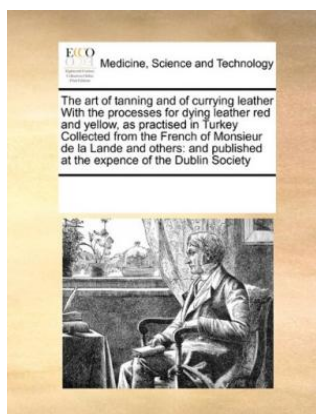 ECCO
Medicine, Science and Technology
The art of tanning and of currying leather
With the processes for dying leather red
and yellow, as practised in Turkey
Collected from the French of Monsieur
de la Lande and others: and published
at the expence of the Dublin Society